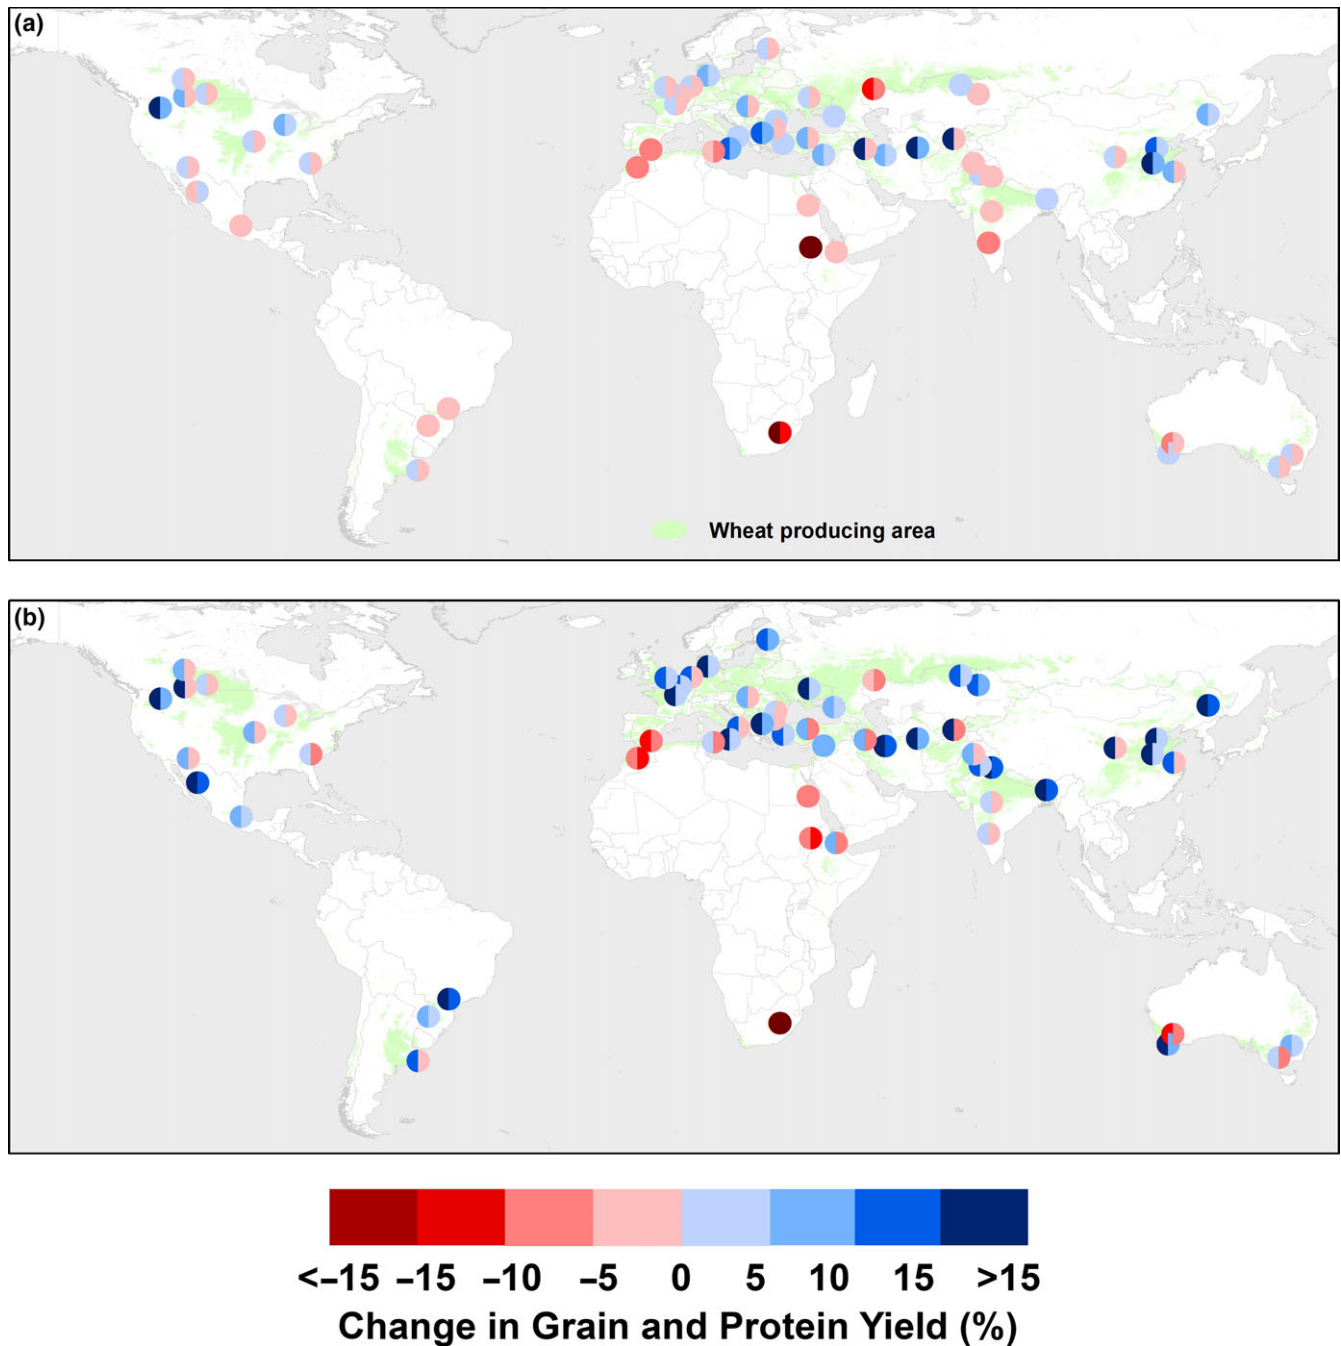 (a)
Wheat producing area
(b)
<–15 –15 –10 –5 0 5 10 15 >15
Change in Grain and Protein Yield (%)